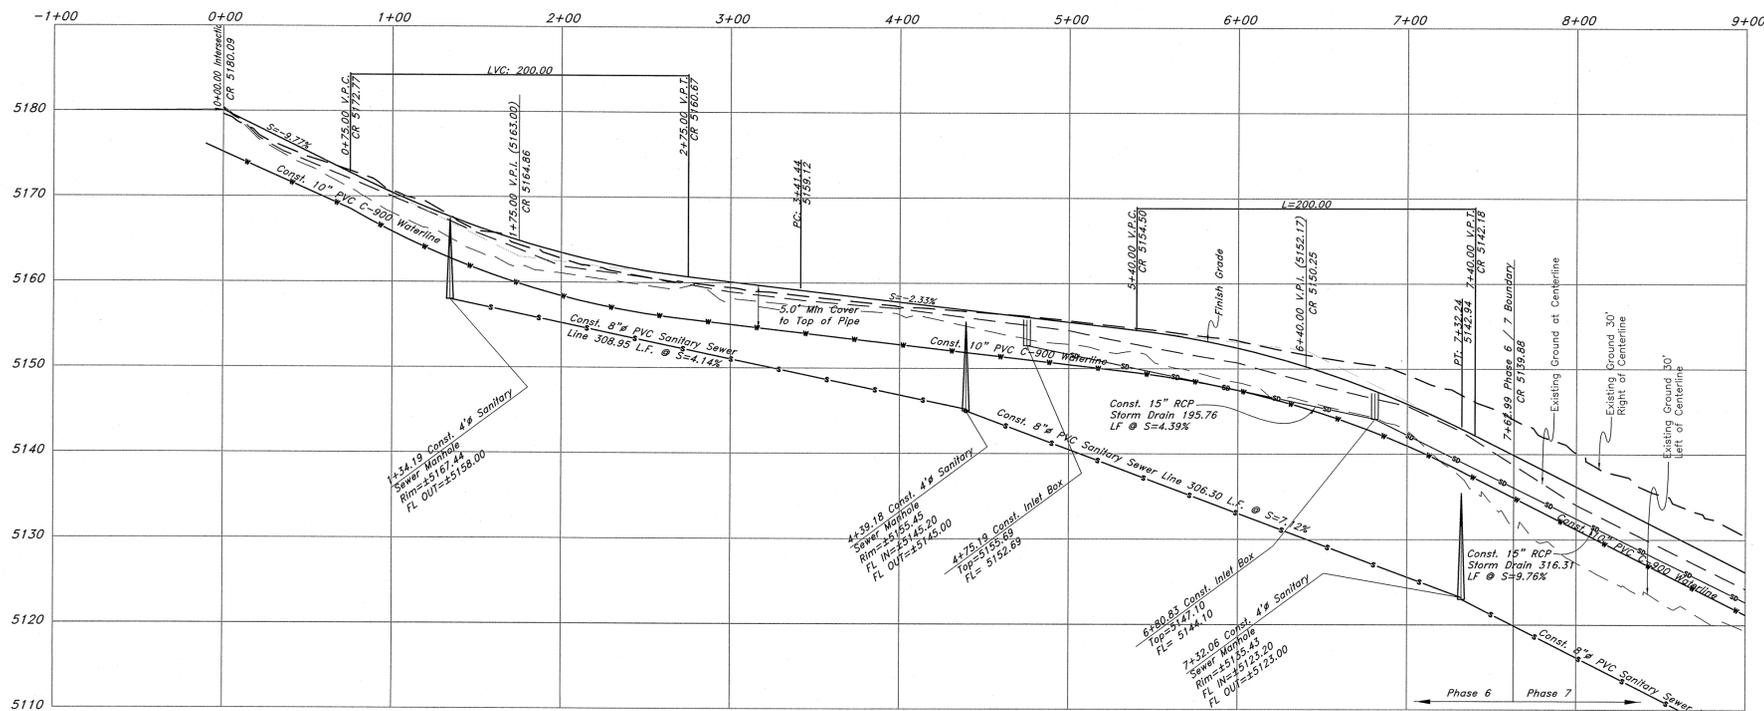 -1+00 0+00 1+00 2+00 3+00 4+00 5+00 6+00 7+00 8+00 9+00
5180
5170
5160
5150
5140
5130
5120
5110
0+00.00 Intersectio
CR 5180.09
S=-9.77%
0+75.00 V.P.C.
CR 5172.77
LVC: 200.00
1+75.00 V.P.I. (5163.00)
CR 5164.86
2+75.00 V.P.T.
CR 5160.67
PC: 3+41.44
5159.12
S=-2.33%
5+40.00 V.P.C.
CR 5154.50
L=200.00
Finish Grade
6+40.00 V.P.I. (5152.17)
CR 5150.25
PT: 7+32.24
5142.94
7+40.00 V.P.T.
CR 5142.18
7+62.99 Phase 6 / 7 Boundary
CR 5139.88
Existing Ground at Centerline
Existing Ground 30'
Right of Centerline
Existing Ground 30'
Left of Centerline
Const. 10" PVC C-900 Waterline
5.0' Min Cover
to Top of Pipe
Const. 8"ø PVC Sanitary Sewer
Line 308.95 L.F. @ S=4.14%
Const. 10" PVC C-900 Waterline
Const. 15" RCP
Storm Drain 195.76
LF @ S=4.39%
Const. 8"ø PVC Sanitary Sewer Line 306.30 L.F. @ S=7.12%
1+34.19 Const. 4'ø Sanitary
Sewer Manhole
Rim=±5167.44
FL OUT=±5158.00
4+39.18 Const. 4'ø Sanitary
Sewer Manhole
Rim=±5155.45
FL IN=±5145.20
FL OUT=±5145.00
4+75.19 Const. Inlet Box
Top=5155.69
FL= 5152.69
6+80.83 Const. Inlet Box
Top=5147.10
FL= 5144.10
7+32.06 Const. 4'ø Sanitary
Sewer Manhole
Rim=±5135.43
FL IN=±5123.20
FL OUT=±5123.00
Const. 15" RCP
Storm Drain 316.31
LF @ S=9.76%
Const. 10" PVC C-900 Waterline
Const. 8"ø PVC Sanitary Sewer
Phase 6 Phase 7